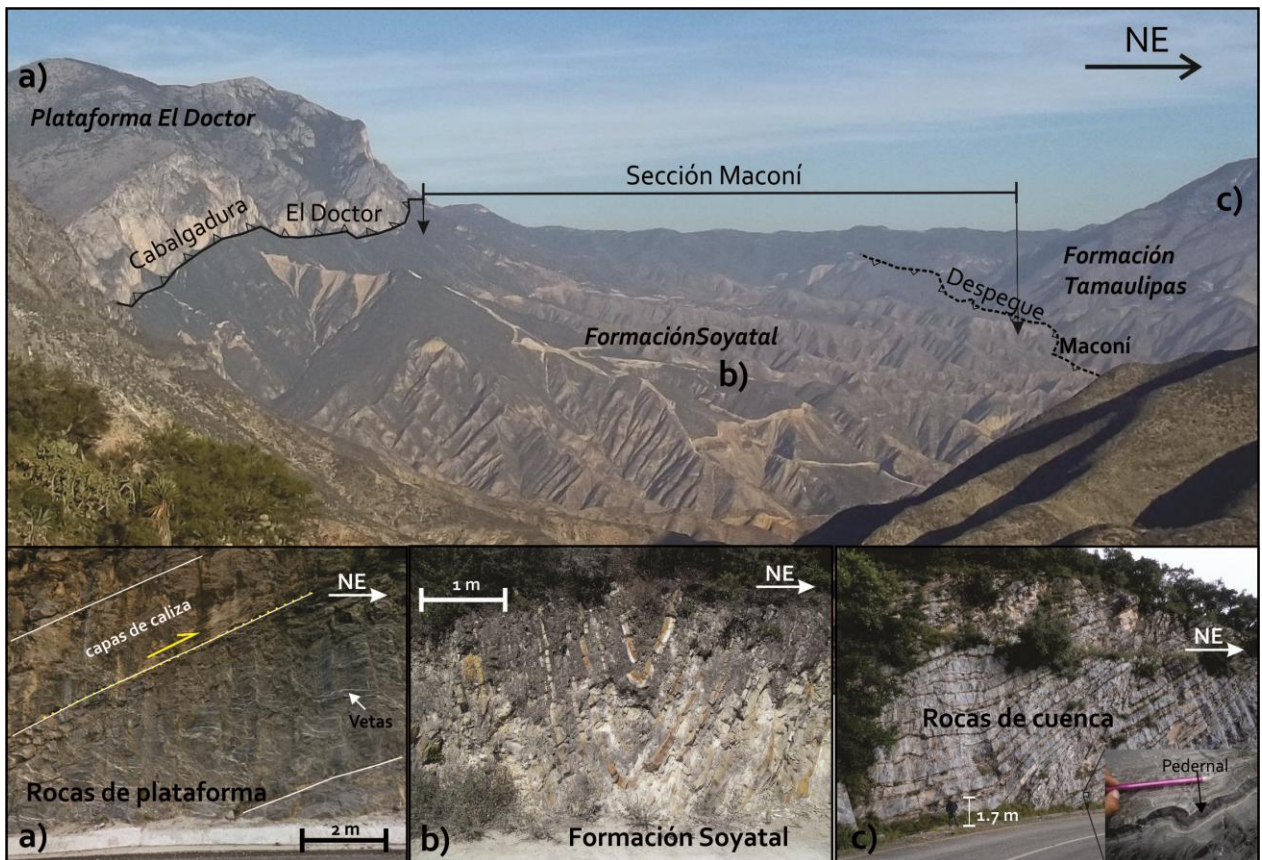 a)
NE
Plataforma El Doctor
Sección Maconí
c)
Cabalgadura
El Doctor
Formación
Tamaulipas
Despeque
FormaciónSoyatal
b)
Maconí
NE
capas de caliza
Vetas
Rocas de plataforma
a)
2 m
1 m
NE
b)
Formación Soyatal
NE
Rocas de cuenca
Pedernal
1.7 m
c)